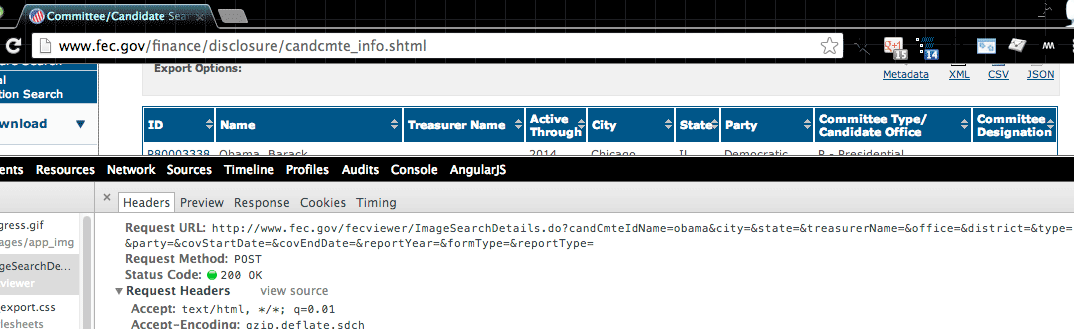 Committee/Candidate Sear
www.fec.gov/finance/disclosure/candcmte_info.shtml
15
14
al
tion Search
wnload
Export Options:
Metadata XML CSV JSON
ID Name Treasurer Name Active Through City State Party Committee Type/ Candidate Office Committee Designation
P80003338 Obama, Barack 2014 Chicago IL Democratic P - Presidential
ents Resources Network Sources Timeline Profiles Audits Console AngularJS
× Headers Preview Response Cookies Timing
gress.gif
ages/app_img
ageSearchDe...
viewer
export.css
lesheets
Request URL: http://www.fec.gov/fecviewer/ImageSearchDetails.do?candCmteIdName=obama&city=&state=&treasurerName=&office=&district=&type=
&party=&covStartDate=&covEndDate=&reportYear=&formType=&reportType=
Request Method: POST
Status Code: 200 OK
Request Headers view source
Accept: text/html, */*; q=0.01
Accept-Encoding: gzip,deflate,sdch